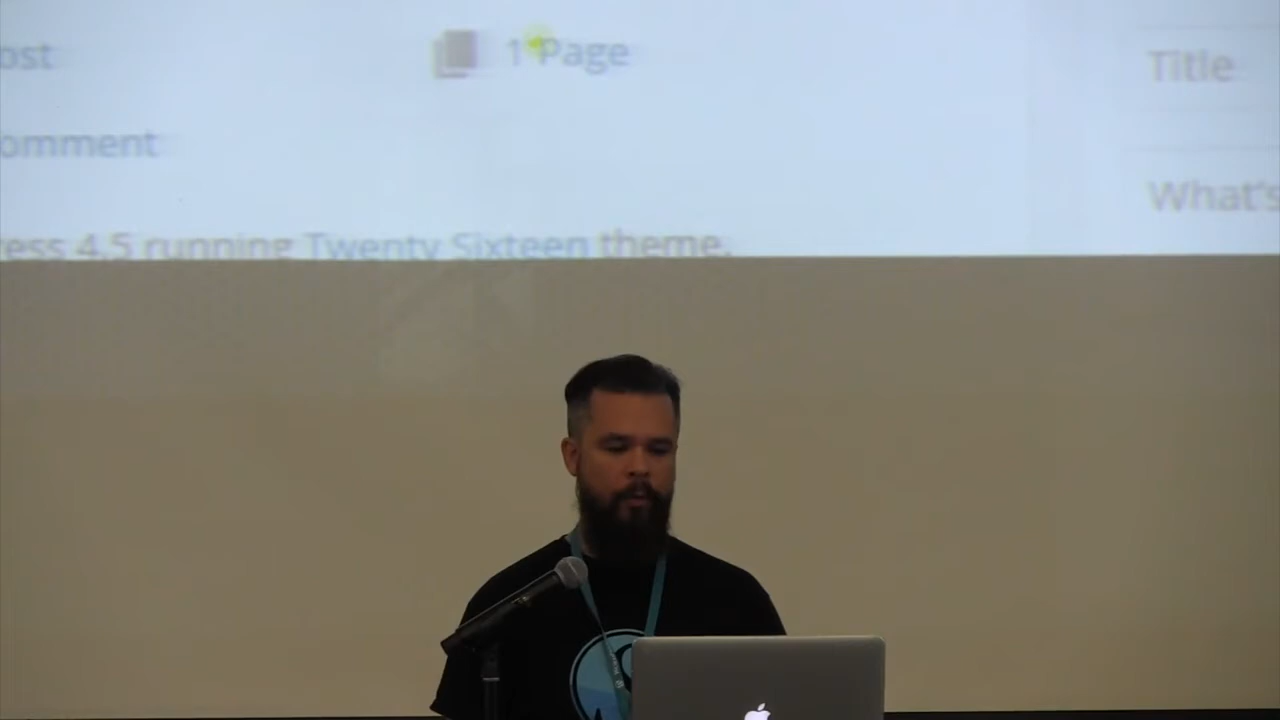 ost
1 Page
Title
omment
What's
ress 4.5 running Twenty Sixteen theme.